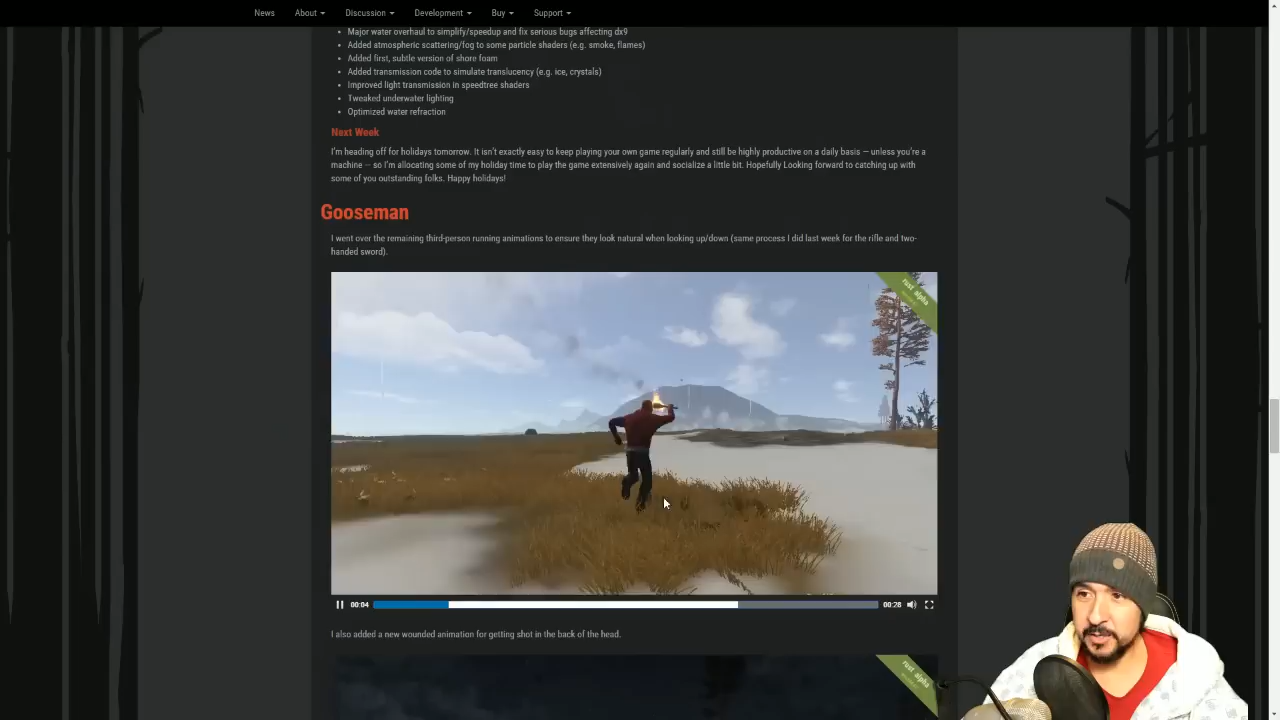 News About Discussion Development Buy Support
Major water overhaul to simplify/speedup and fix serious bugs affecting dx9
Added atmospheric scattering/fog to some particle shaders (e.g. smoke, flames)
Added first, subtle version of shore foam
Added transmission code to simulate translucency (e.g. ice, crystals)
Improved light transmission in speedtree shaders
Tweaked underwater lighting
Optimized water refraction
Next Week
I'm heading off for holidays tomorrow. It isn't exactly easy to keep playing your own game regularly and still be highly productive on a daily basis — unless you're a
machine — so I'm allocating some of my holiday time to play the game extensively again and socialize a little bit. Hopefully Looking forward to catching up with
some of you outstanding folks. Happy holidays!
Gooseman
I went over the remaining third-person running animations to ensure they look natural when looking up/down (same process I did last week for the rifle and two-
handed sword).
rust alpha
00:04 00:28
I also added a new wounded animation for getting shot in the back of the head.
rust alpha